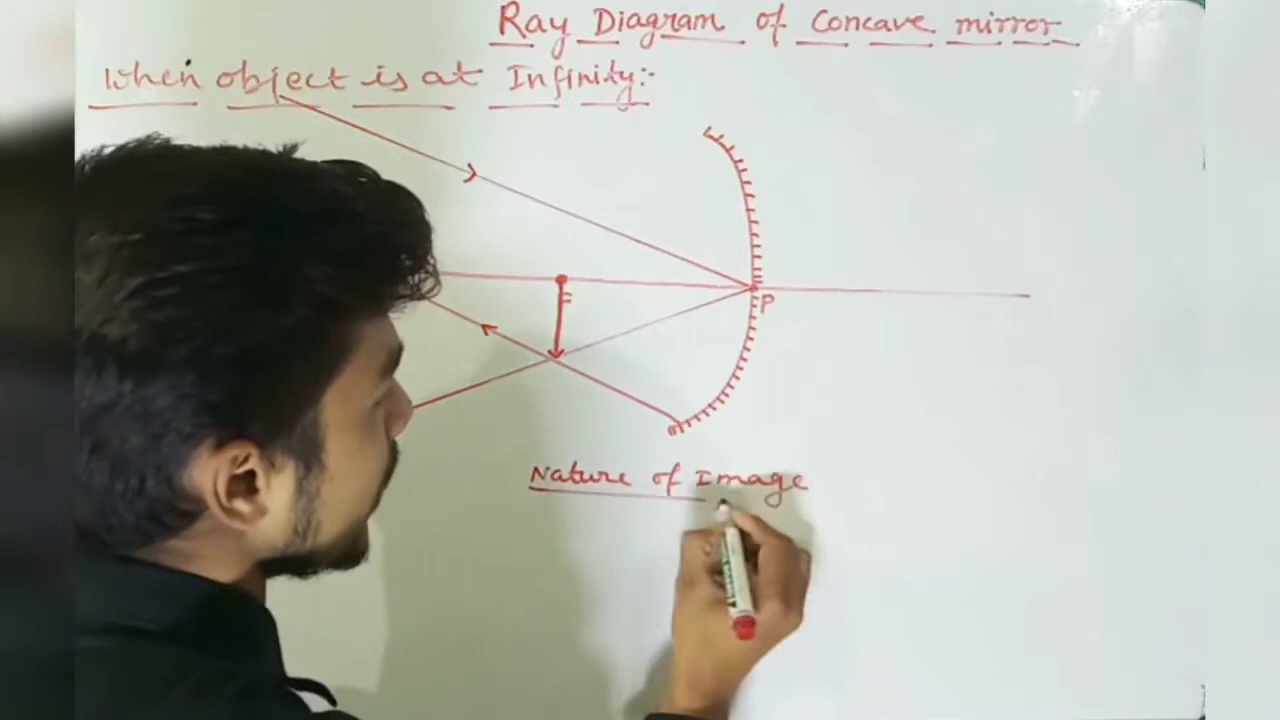 Ray Diagram of Concave mirror
When object is at Infinity:-
F
P
Nature of Image